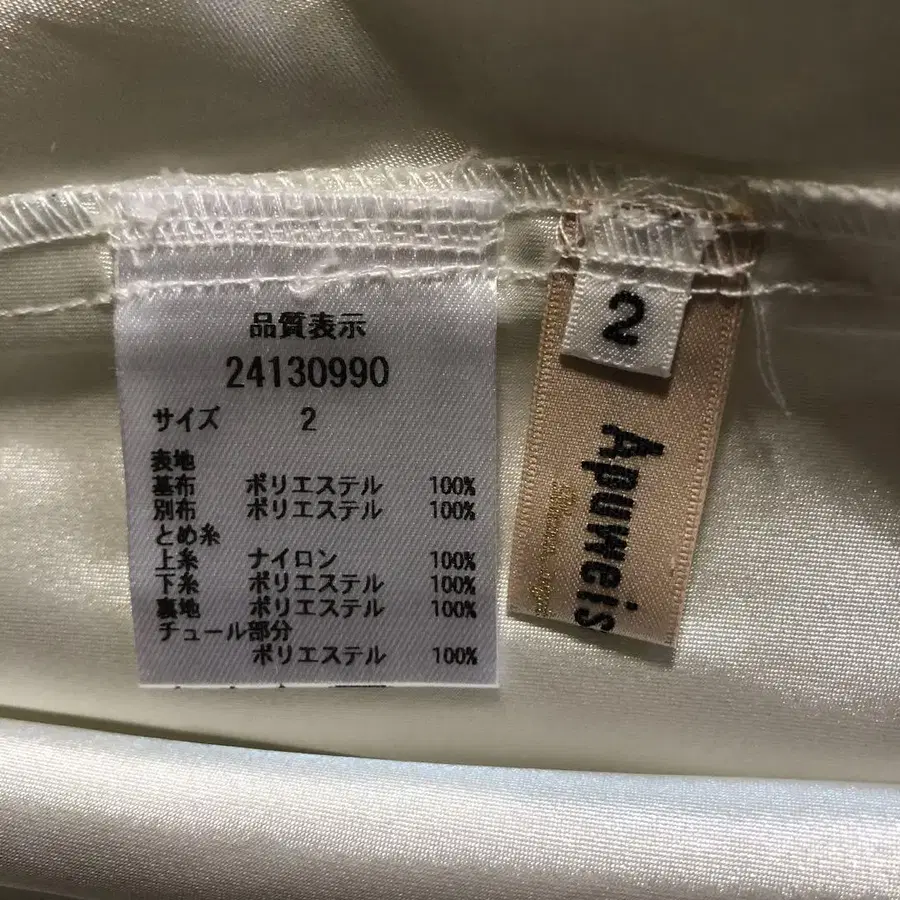 品質表示
24130990
サイズ 2
表地
基布 ポリエステル 100%
別布 ポリエステル 100%
とめ糸
上糸 ナイロン 100%
下糸 ポリエステル 100%
裏地 ポリエステル 100%
チュール部分
ポリエステル 100%
2
Apuweis